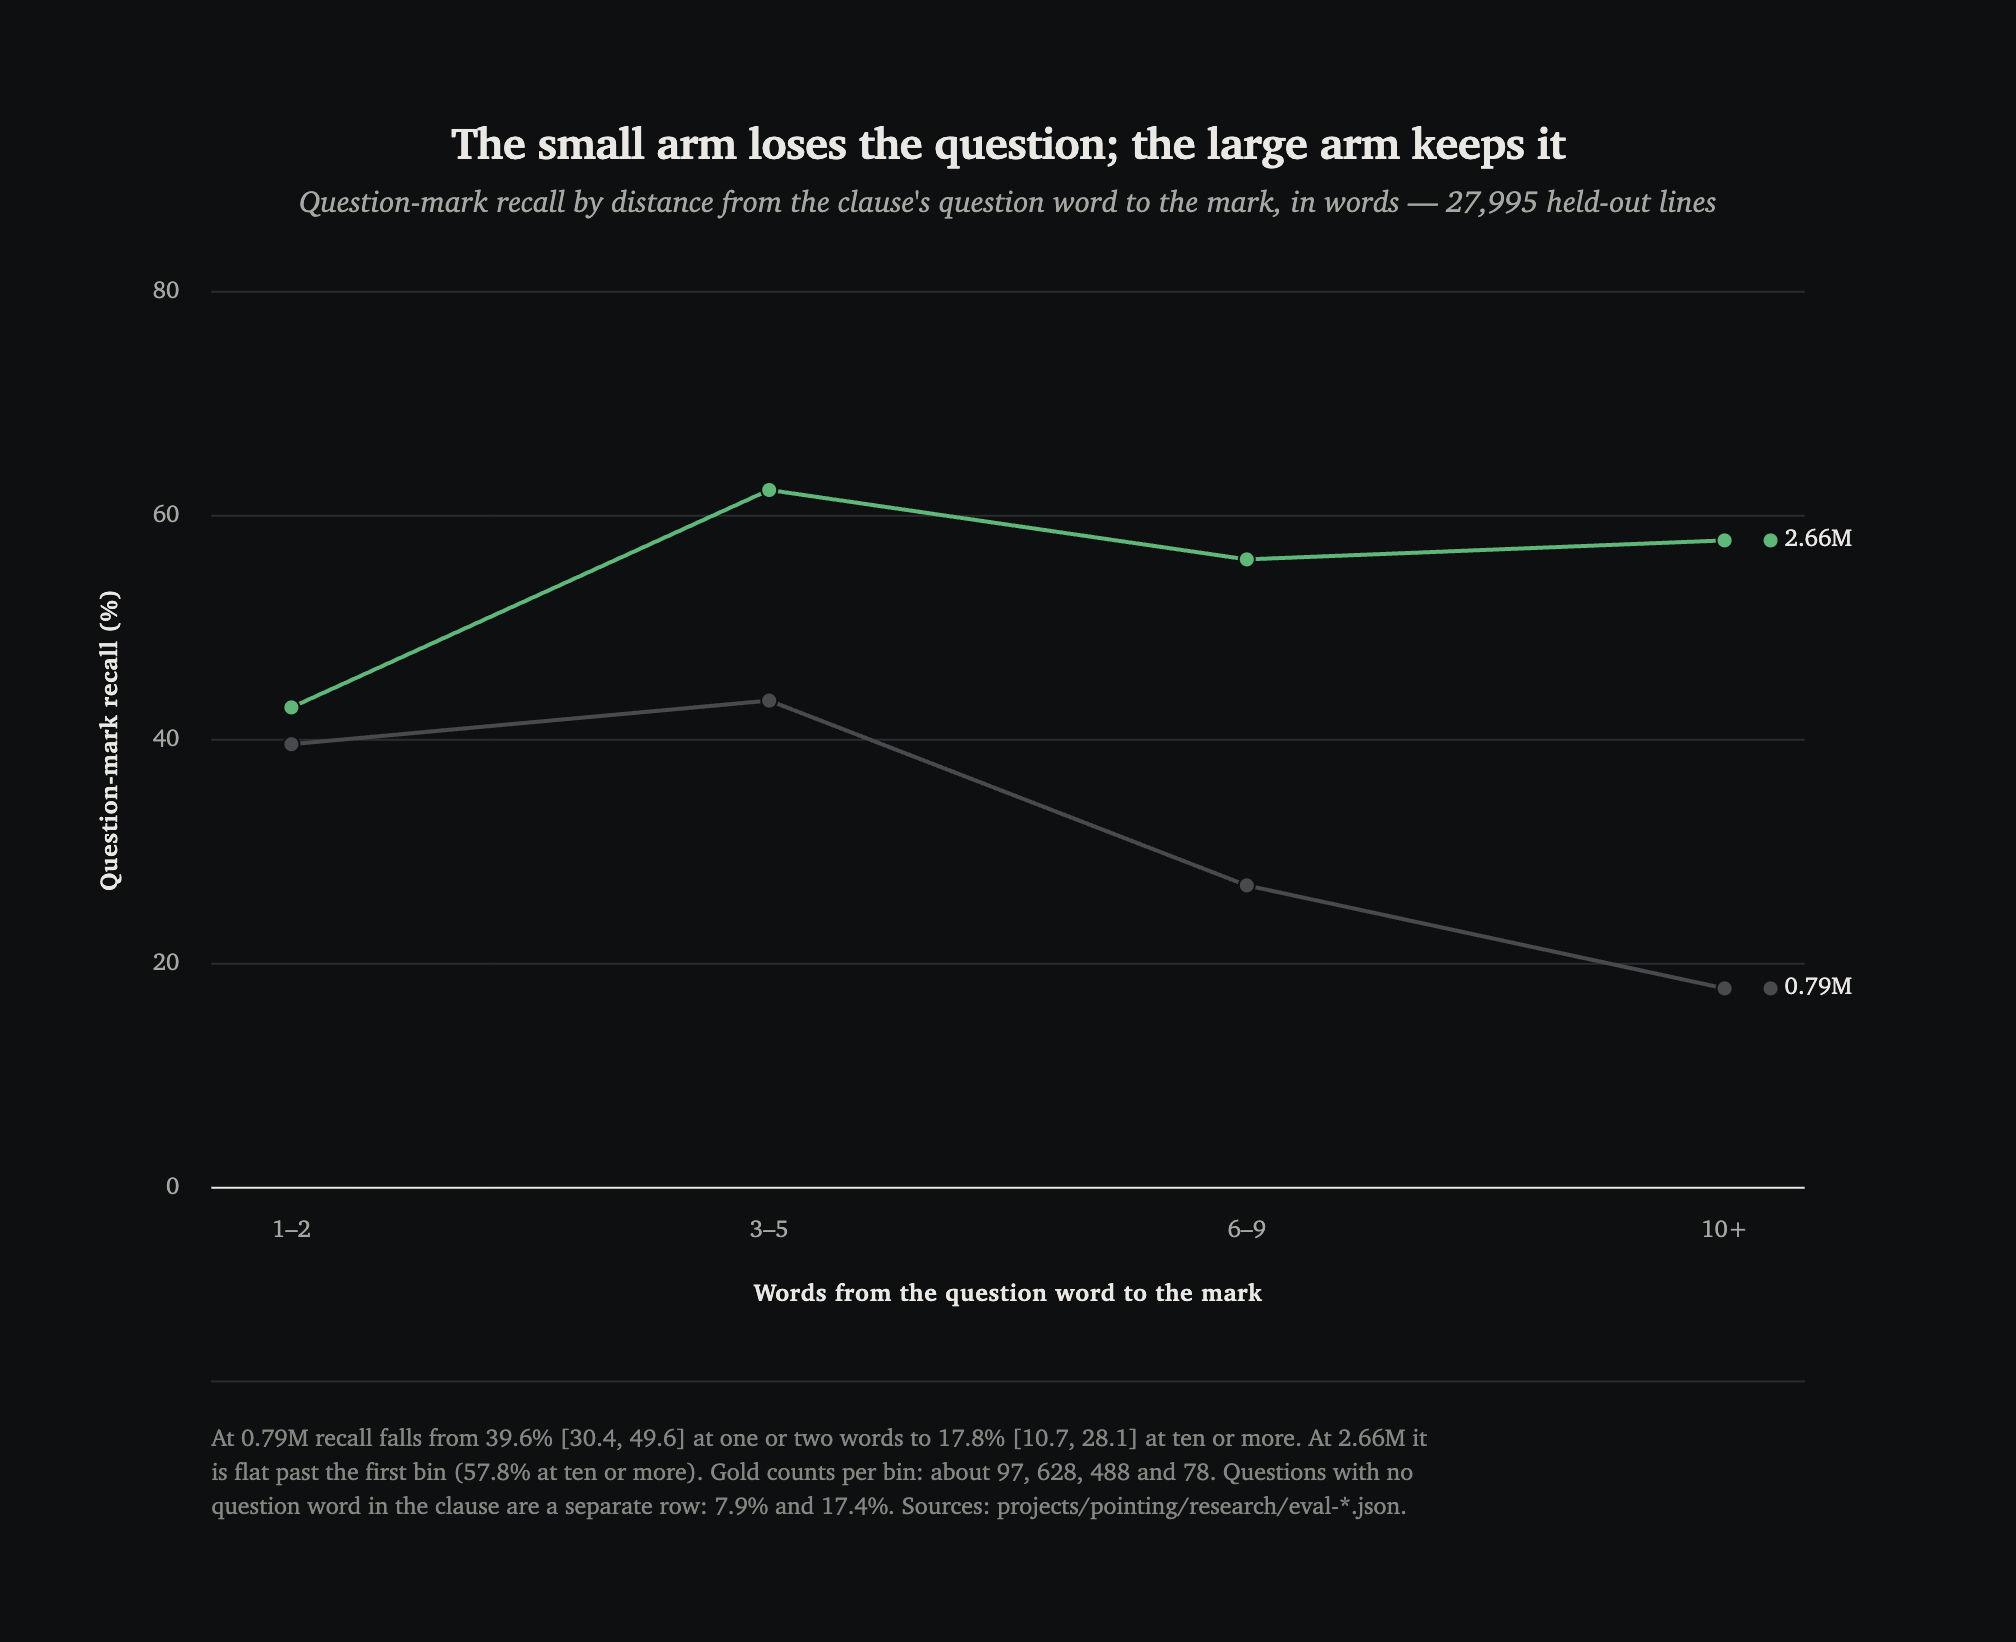 The small arm loses the question; the large arm keeps it
Question-mark recall by distance from the clause's question word to the mark, in words — 27,995 held-out lines
80
60
40
20
0
Question-mark recall (%)
2.66M
0.79M
1–2
3–5
6–9
10+
Words from the question word to the mark
At 0.79M recall falls from 39.6% [30.4, 49.6] at one or two words to 17.8% [10.7, 28.1] at ten or more. At 2.66M it
is flat past the first bin (57.8% at ten or more). Gold counts per bin: about 97, 628, 488 and 78. Questions with no
question word in the clause are a separate row: 7.9% and 17.4%. Sources: projects/pointing/research/eval-*.json.